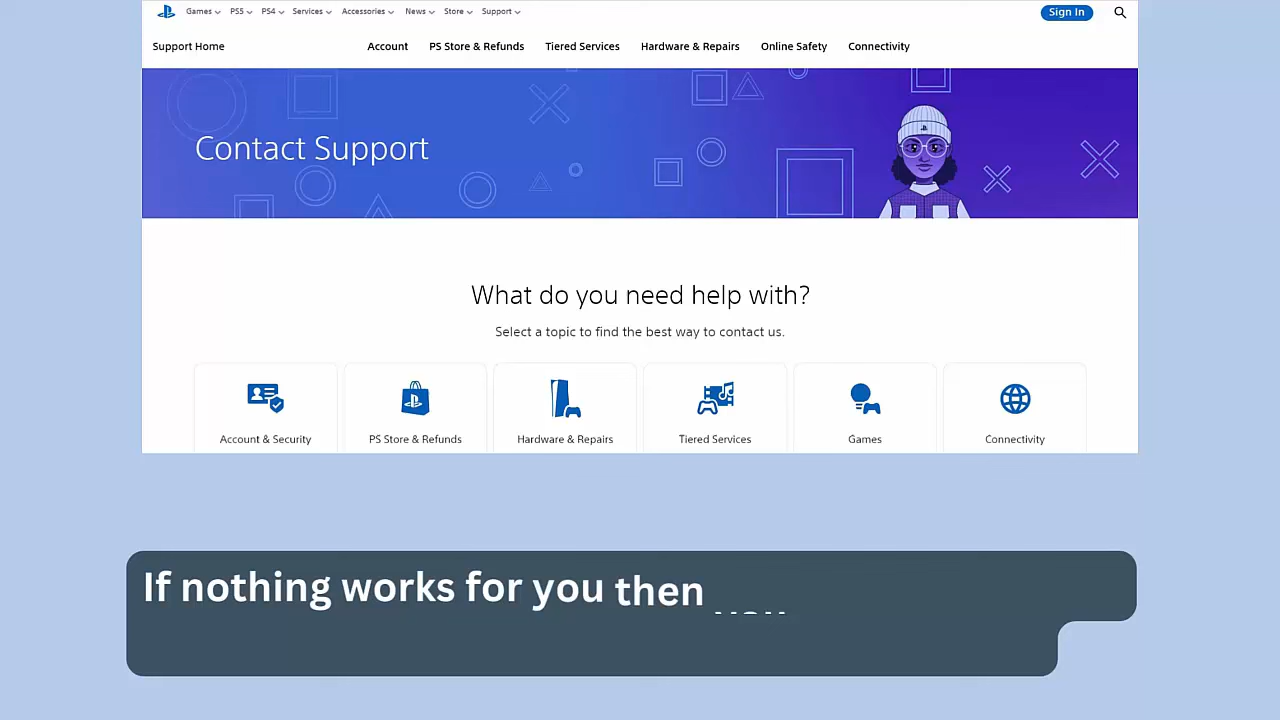 Games PS5 PS4 Services Accessories News Store Support Sign In
Support Home Account PS Store & Refunds Tiered Services Hardware & Repairs Online Safety Connectivity
Contact Support
What do you need help with?
Select a topic to find the best way to contact us.
Account & Security PS Store & Refunds Hardware & Repairs Tiered Services Games Connectivity
If nothing works for you then